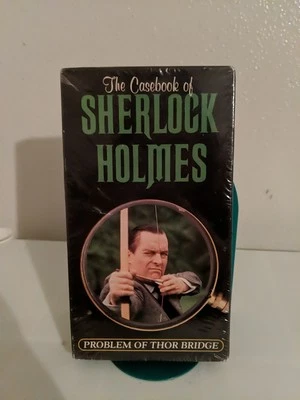 The Casebook of
SHERLOCK
HOLMES
PROBLEM OF THOR BRIDGE